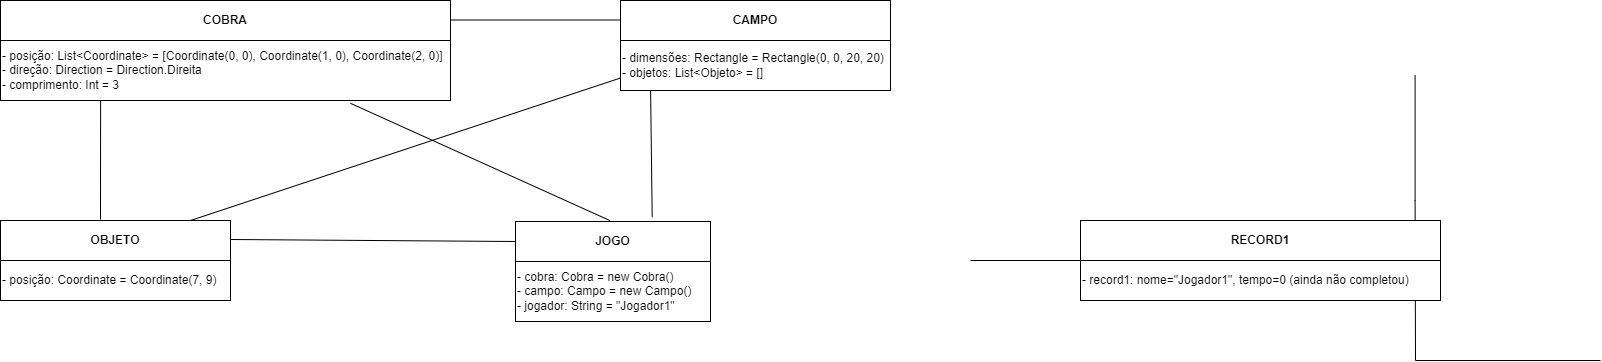 COBRA
- posição: List<Coordinate> = [Coordinate(0, 0), Coordinate(1, 0), Coordinate(2, 0)]
- direção: Direction = Direction.Direita
- comprimento: Int = 3
CAMPO
- dimensões: Rectangle = Rectangle(0, 0, 20, 20)
- objetos: List<Objeto> = []
OBJETO
- posição: Coordinate = Coordinate(7, 9)
JOGO
- cobra: Cobra = new Cobra()
- campo: Campo = new Campo()
- jogador: String = "Jogador1"
RECORD1
- record1: nome="Jogador1", tempo=0 (ainda não completou)